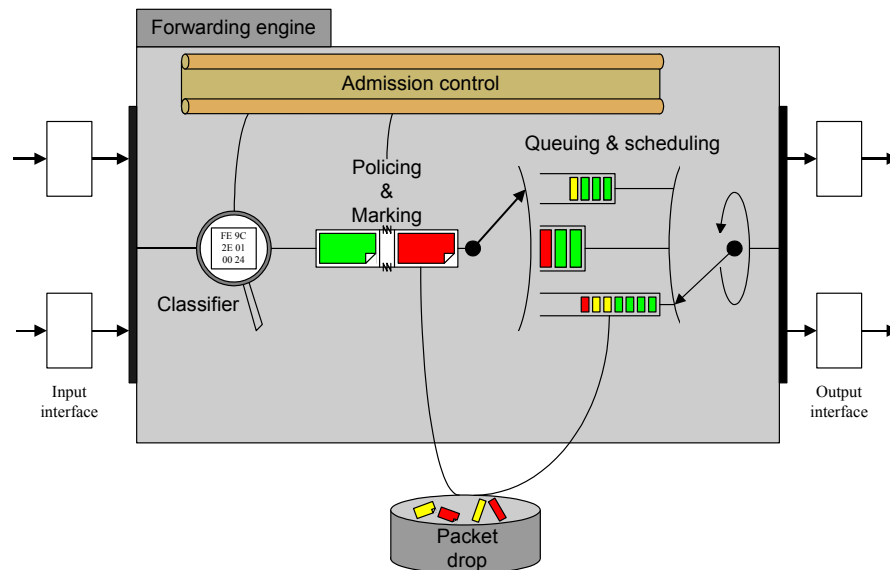 Forwarding engine
Admission control
Queuing & scheduling
Policing
&
Marking
FE 9C
2E 01
00 24
Classifier
Input
interface
Output
interface
Packet
drop